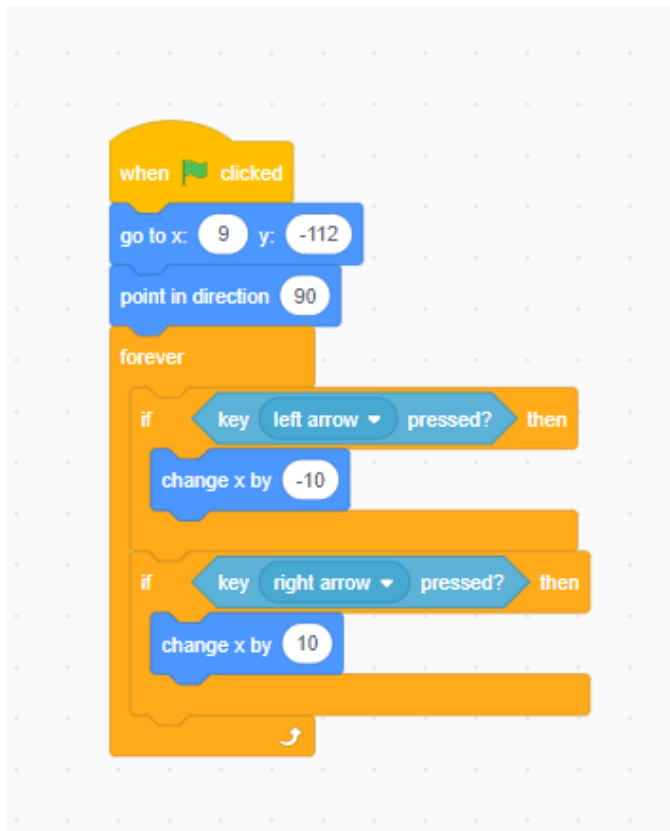 when clicked
go to x: 9 y: -112
point in direction 90
forever
if key left arrow pressed? then
change x by -10
if key right arrow pressed? then
change x by 10